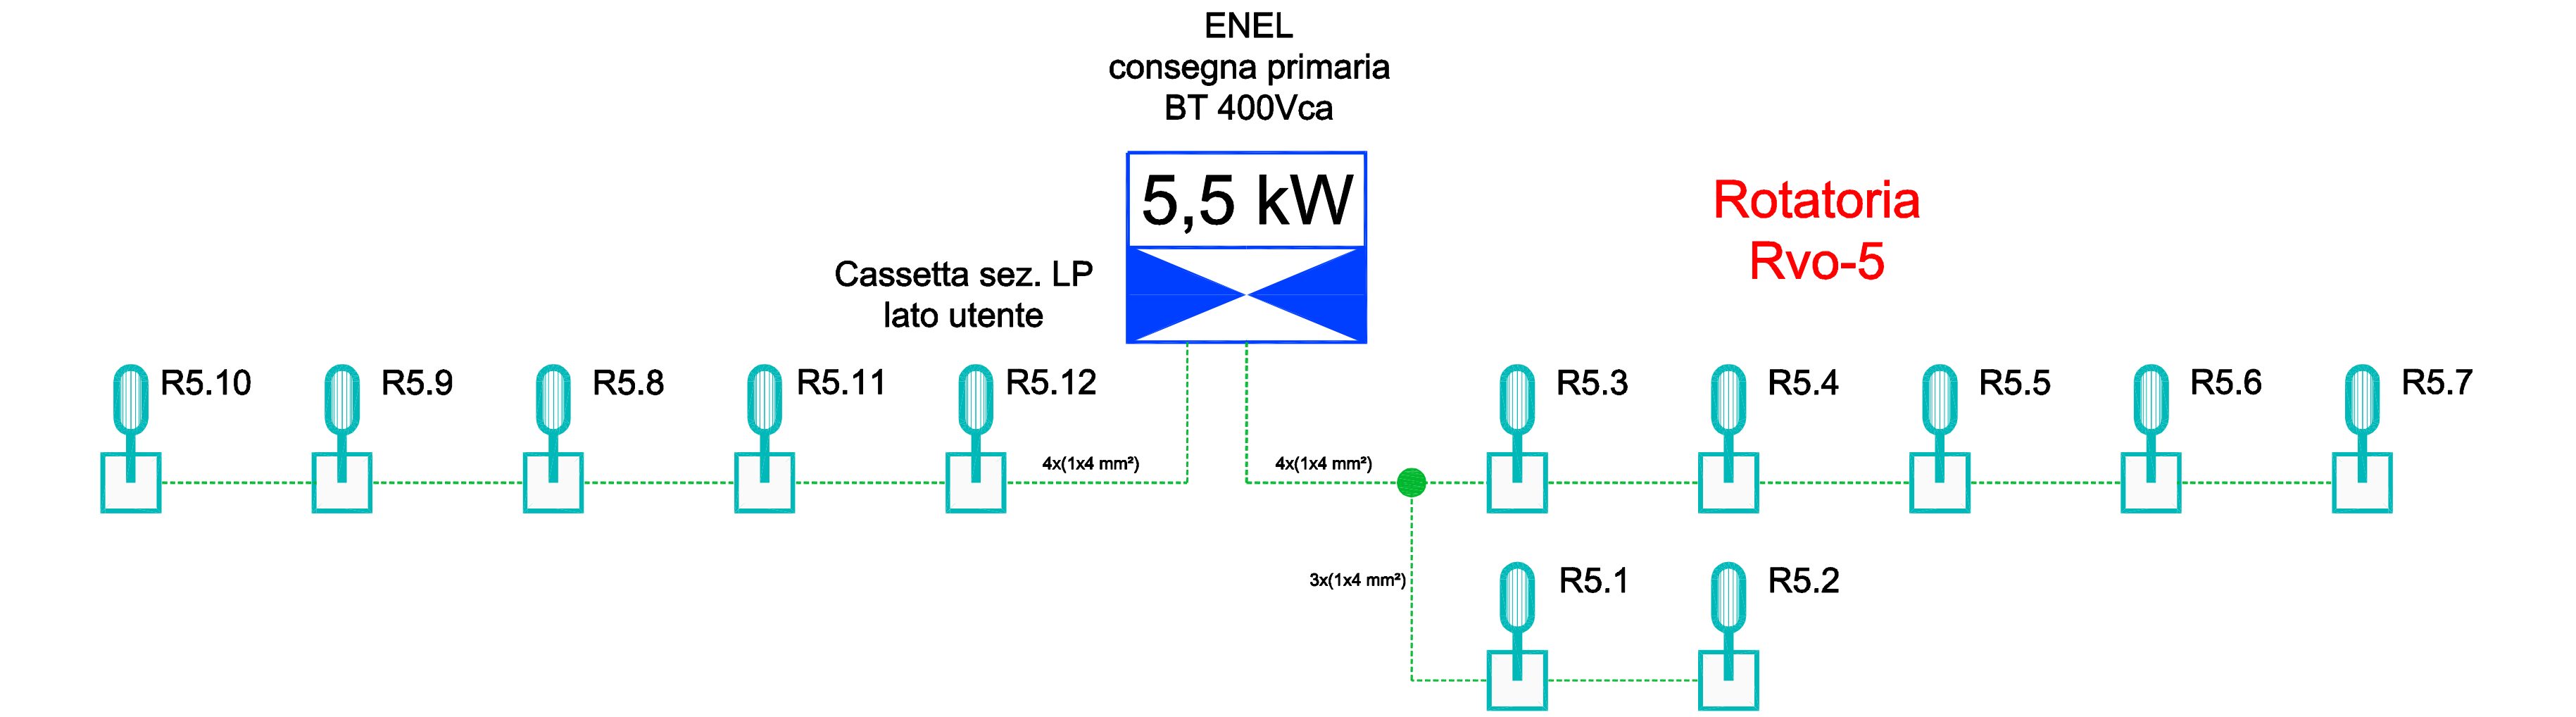 ENEL
consegna primaria
BT 400Vca
5,5 kW
Rotatoria
Rvo-5
Cassetta sez. LP
lato utente
R5.10
R5.9
R5.8
R5.11
R5.12
R5.3
R5.4
R5.5
R5.6
R5.7
4x(1x4 mm²)
4x(1x4 mm²)
3x(1x4 mm²)
R5.1
R5.2